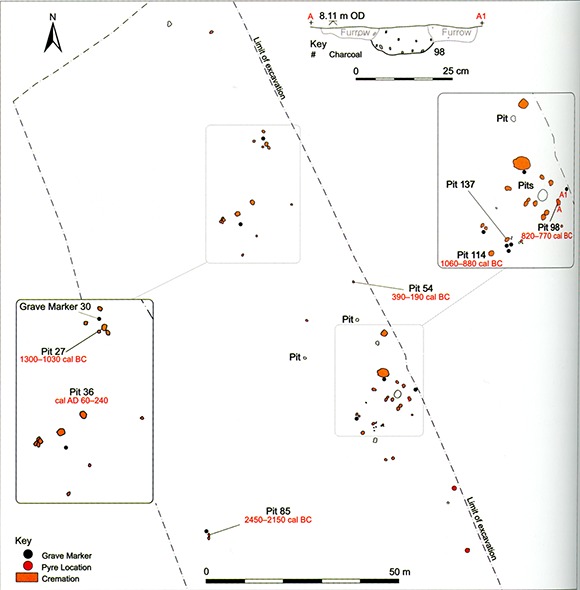 N
A
8.11 m OD
A1
Furrow
Furrow
98
Key
# Charcoal
0
25 cm
Limit of excavation
Pit
Pit 137
Pits
A1
A
Pit 98
820–770 cal BC
Pit 114
1060–880 cal BC
Pit 54
390–190 cal BC
Pit
Pit
Grave Marker 30
Pit 27
1300–1030 cal BC
Pit 36
cal AD 60–240
Pit 85
2450–2150 cal BC
Limit of excavation
Key
Grave Marker
Pyre Location
Cremation
0
50 m